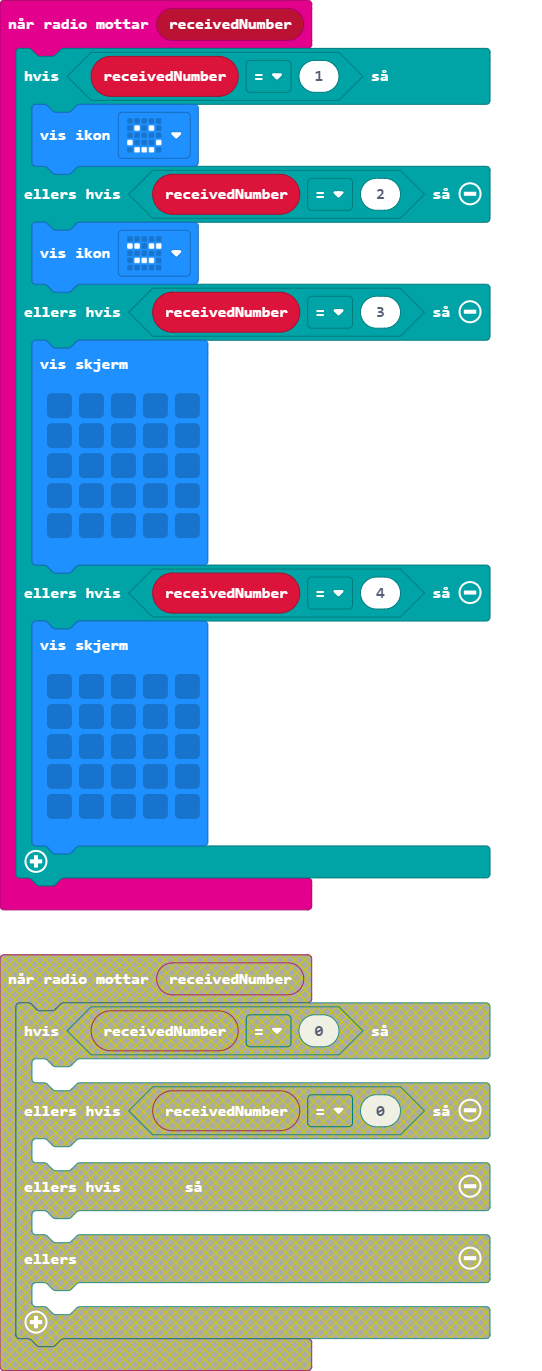 når radio mottar receivedNumber
hvis receivedNumber = 1 så
vis ikon
ellers hvis receivedNumber = 2 så
vis ikon
ellers hvis receivedNumber = 3 så
vis skjerm
ellers hvis receivedNumber = 4 så
vis skjerm
når radio mottar receivedNumber
hvis receivedNumber = 0 så
ellers hvis receivedNumber = 0 så
ellers hvis så
ellers